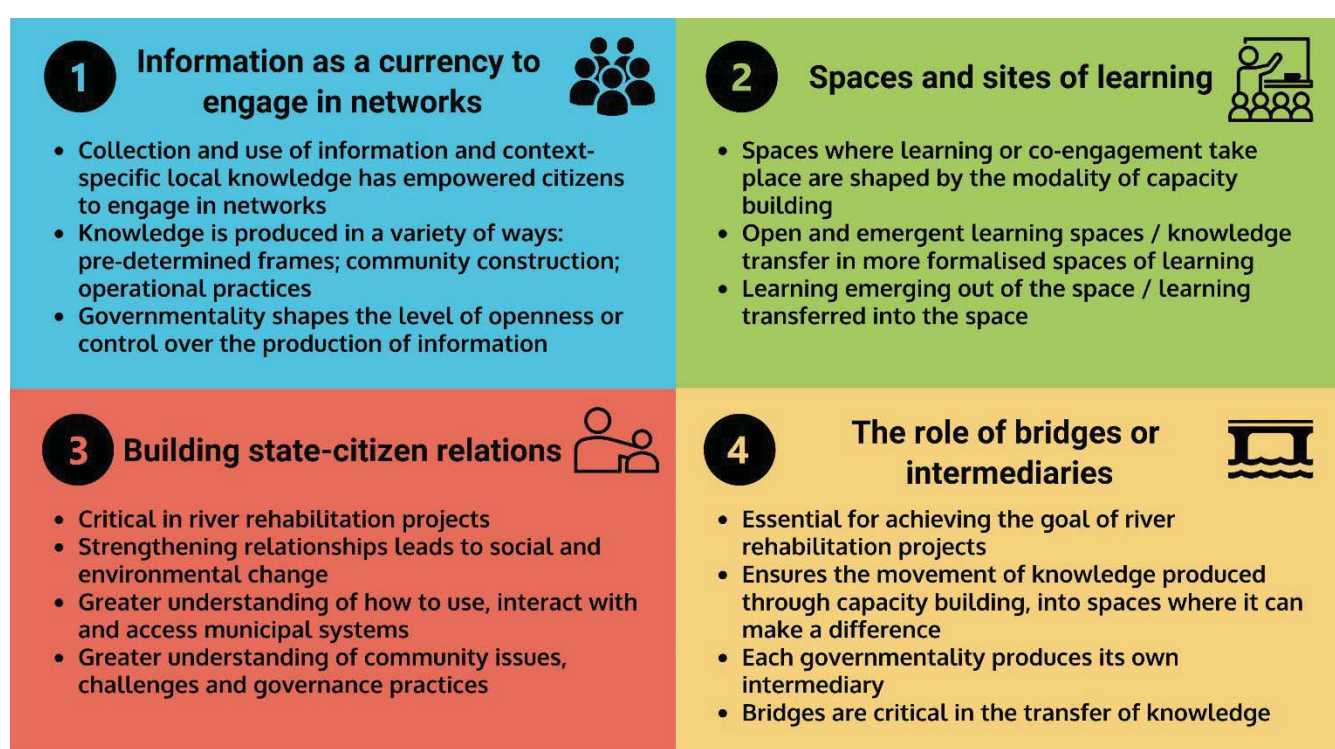 1
Information as a currency to
engage in networks
• Collection and use of information and context-
specific local knowledge has empowered citizens
to engage in networks
• Knowledge is produced in a variety of ways:
pre-determined frames; community construction;
operational practices
• Governmentality shapes the level of openness or
control over the production of information
2
Spaces and sites of learning
• Spaces where learning or co-engagement take
place are shaped by the modality of capacity
building
• Open and emergent learning spaces / knowledge
transfer in more formalised spaces of learning
• Learning emerging out of the space / learning
transferred into the space
3
Building state-citizen relations
• Critical in river rehabilitation projects
• Strengthening relationships leads to social and
environmental change
• Greater understanding of how to use, interact with
and access municipal systems
• Greater understanding of community issues,
challenges and governance practices
4
The role of bridges or
intermediaries
• Essential for achieving the goal of river
rehabilitation projects
• Ensures the movement of knowledge produced
through capacity building, into spaces where it can
make a difference
• Each governmentality produces its own
intermediary
• Bridges are critical in the transfer of knowledge